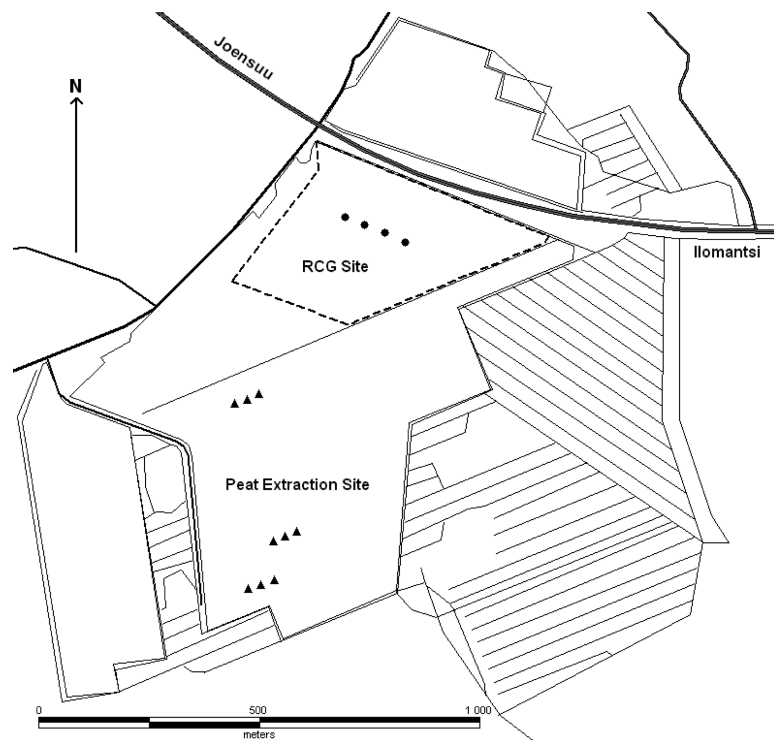 Joensuu
N
RCG Site
Ilomantsi
Peat Extraction Site
0 500 1 000
meters